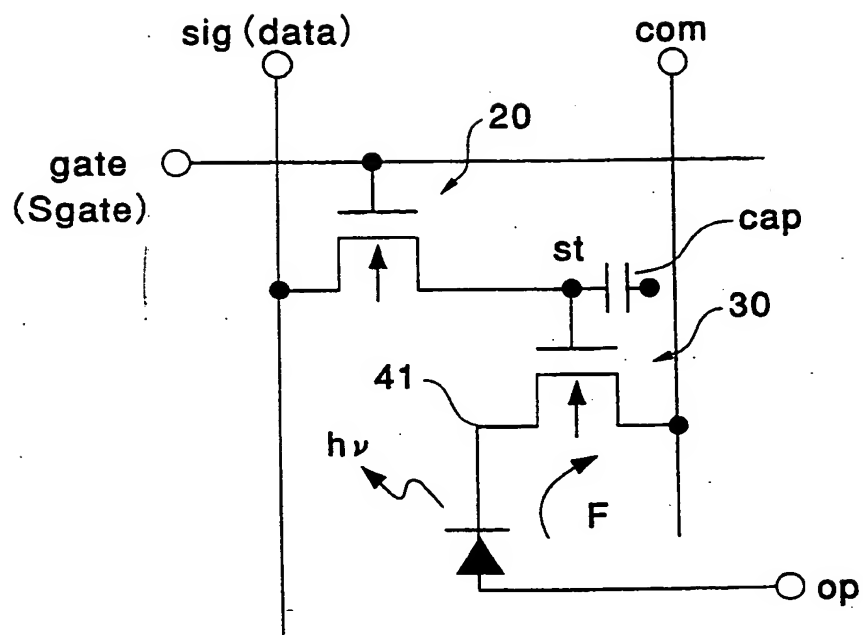 sig (data)
com
20
gate
(Sgate)
cap
st
30
41
hν
F
op